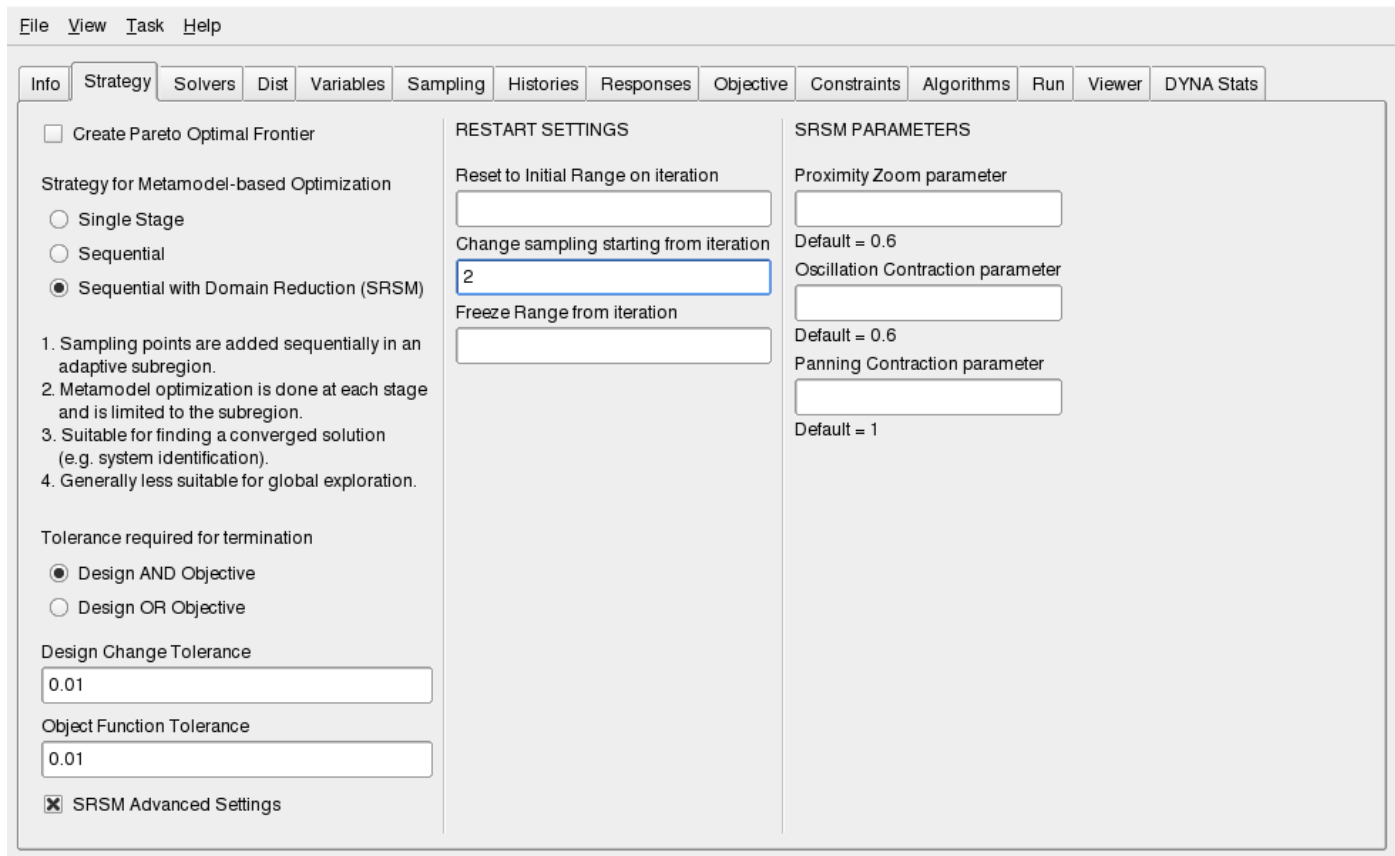 File View Task Help
Info Strategy Solvers Dist Variables Sampling Histories Responses Objective Constraints Algorithms Run Viewer DYNA Stats
Create Pareto Optimal Frontier
Strategy for Metamodel-based Optimization
Single Stage
Sequential
Sequential with Domain Reduction (SRSM)
1. Sampling points are added sequentially in an
adaptive subregion.
2. Metamodel optimization is done at each stage
and is limited to the subregion.
3. Suitable for finding a converged solution
(e.g. system identification).
4. Generally less suitable for global exploration.
Tolerance required for termination
Design AND Objective
Design OR Objective
Design Change Tolerance
0.01
Object Function Tolerance
0.01
SRSM Advanced Settings
RESTART SETTINGS
Reset to Initial Range on iteration
Change sampling starting from iteration
2
Freeze Range from iteration
SRSM PARAMETERS
Proximity Zoom parameter
Default = 0.6
Oscillation Contraction parameter
Default = 0.6
Panning Contraction parameter
Default = 1